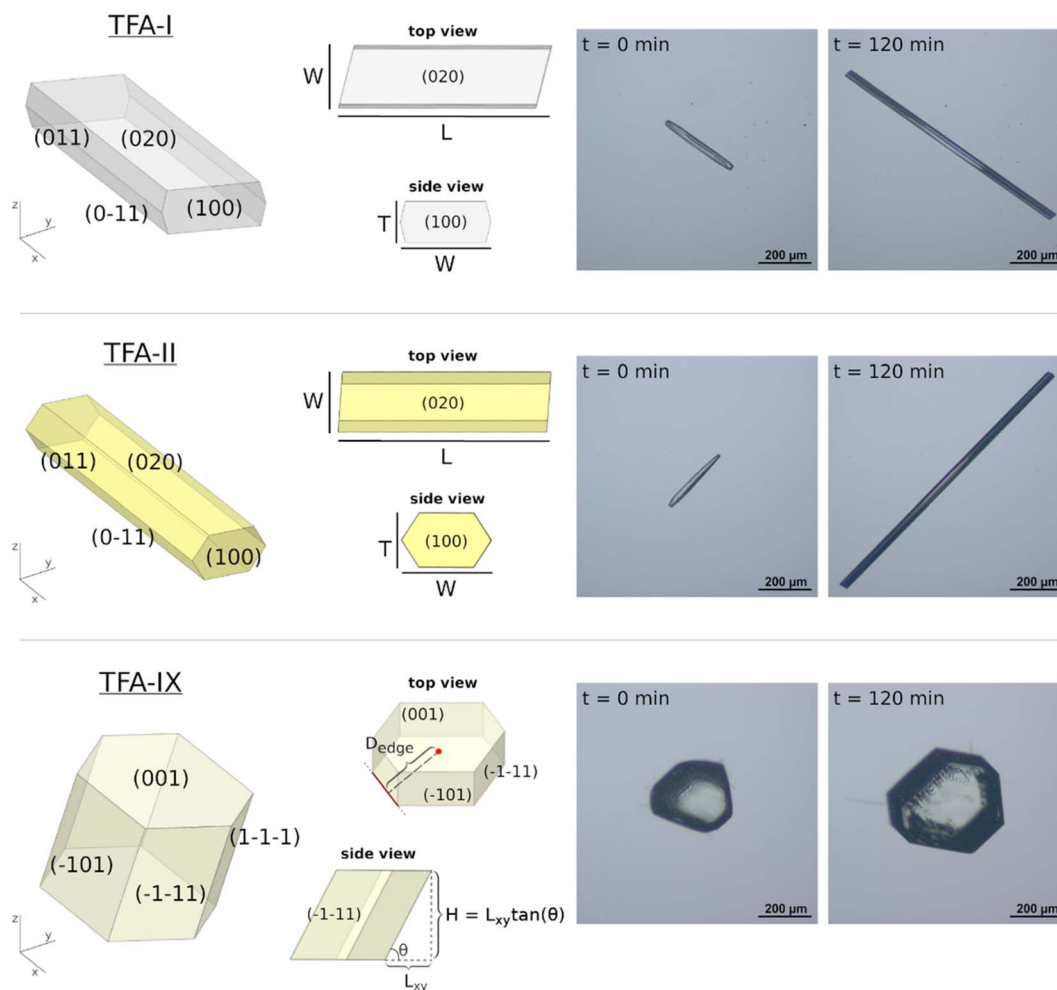 TFA-I
(011)
(020)
(0-11)
(100)
z
y
x
top view
W
(020)
L
side view
T
(100)
W
t = 0 min
200 µm
t = 120 min
200 µm
TFA-II
(011)
(020)
(0-11)
(100)
z
y
x
top view
W
(020)
L
side view
T
(100)
W
t = 0 min
200 µm
t = 120 min
200 µm
TFA-IX
(001)
(-101)
(1-1-1)
(-1-11)
z
y
x
top view
(001)
Dedge
(-1-11)
(-101)
side view
(-1-11)
θ
H = Lxytan(θ)
Lxy
t = 0 min
200 µm
t = 120 min
200 µm